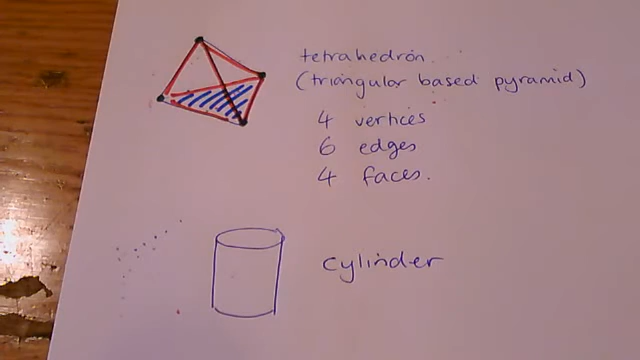 tetrahedron.
(triangular based pyramid)
4 vertices
6 edges
4 faces.
cylinder